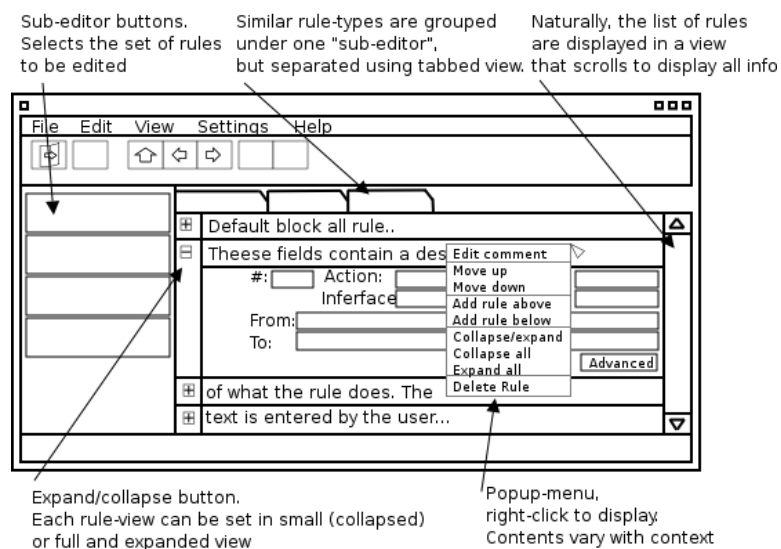 Sub-editor buttons.
Selects the set of rules
to be edited
Similar rule-types are grouped
under one "sub-editor",
but separated using tabbed view.
Naturally, the list of rules
are displayed in a view
that scrolls to display all info
File Edit View Settings Help
Default block all rule..
Theese fields contain a des
#: Action:
Inferface
From:
To:
Advanced
Edit comment
Move up
Move down
Add rule above
Add rule below
Collapse/expand
Collapse all
Expand all
Delete Rule
of what the rule does. The
text is entered by the user...
Expand/collapse button.
Each rule-view can be set in small (collapsed)
or full and expanded view
Popup-menu,
right-click to display.
Contents vary with context